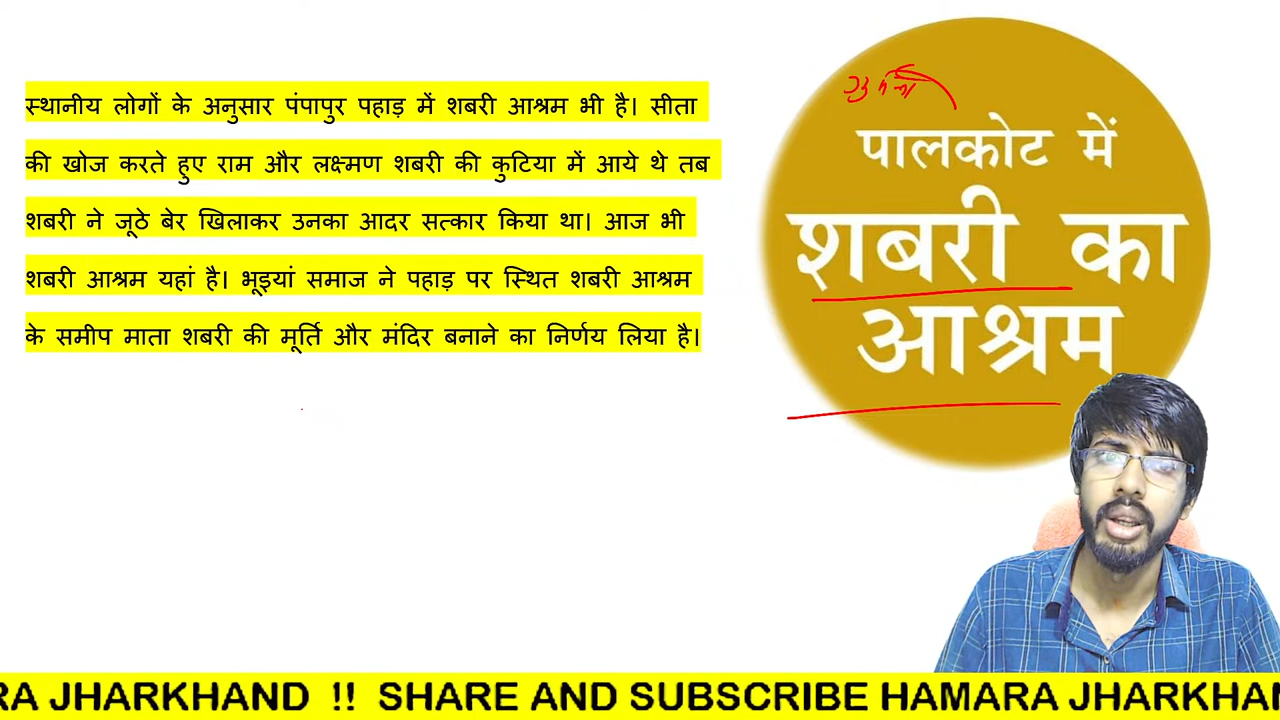 स्थानीय लोगों के अनुसार पंपापुर पहाड़ में शबरी आश्रम भी है। सीता
की खोज करते हुए राम और लक्ष्मण शबरी की कुटिया में आये थे तब
शबरी ने जूठे बेर खिलाकर उनका आदर सत्कार किया था। आज भी
शबरी आश्रम यहां है। भूइयां समाज ने पहाड़ पर स्थित शबरी आश्रम
के समीप माता शबरी की मूर्ति और मंदिर बनाने का निर्णय लिया है।
पालकोट में
शबरी का
आश्रम
RA JHARKHAND !! SHARE AND SUBSCRIBE HAMARA JHARKHAN